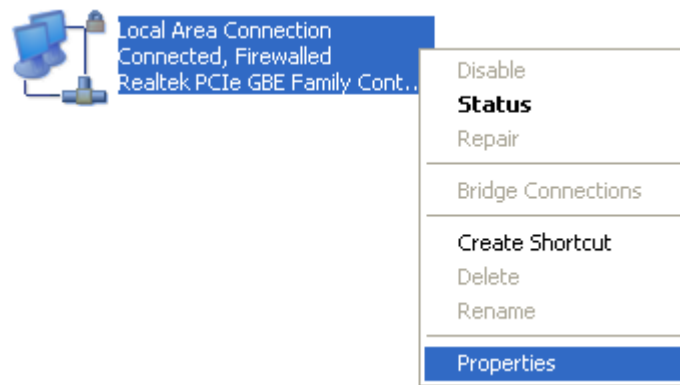 Local Area Connection
Connected, Firewalled
Realtek PCIe GBE Family Cont...
Disable
Status
Repair
Bridge Connections
Create Shortcut
Delete
Rename
Properties